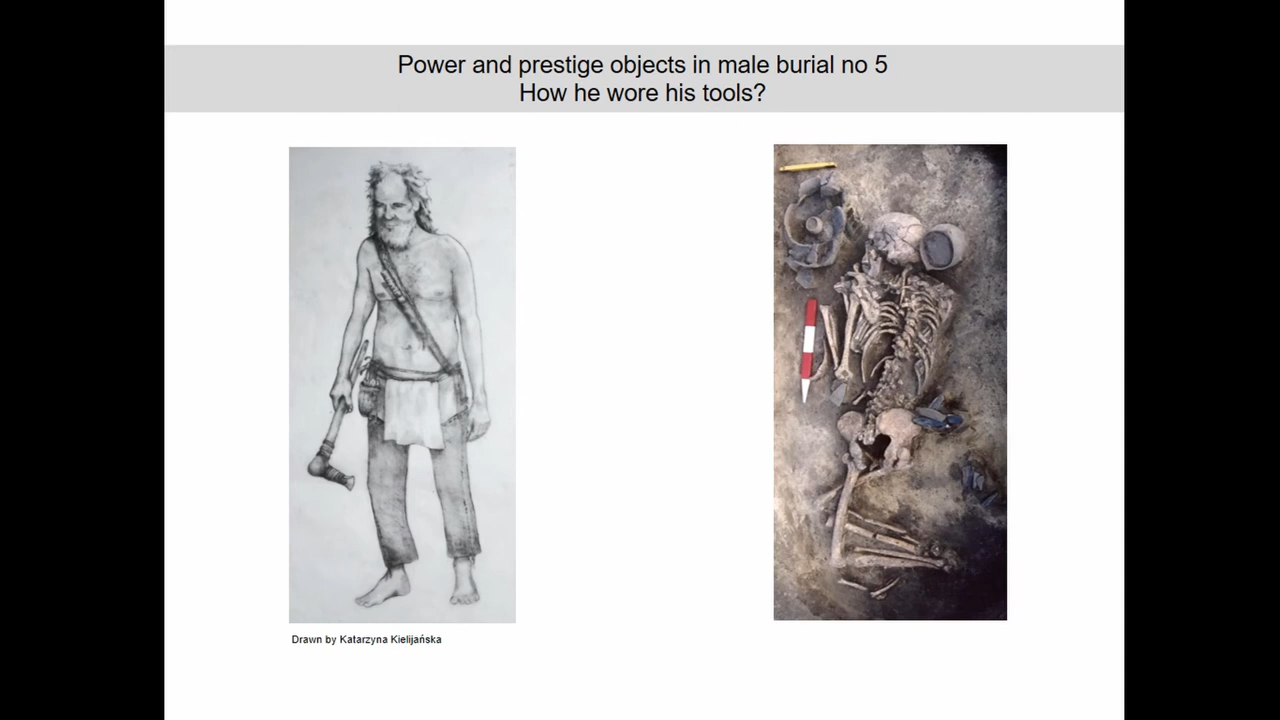 Power and prestige objects in male burial no 5
How he wore his tools?
Drawn by Katarzyna Kielijańska